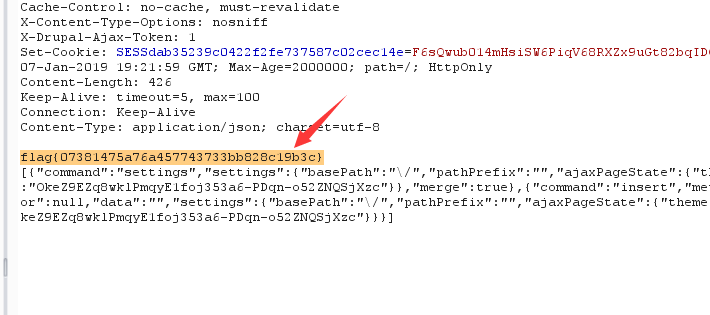 Cache-Control: no-cache, must-revalidate
X-Content-Type-Options: nosniff
X-Drupal-Ajax-Token: 1
Set-Cookie: SESSdab35239c0422f2fe737587c02cec14e=F6sQwub014mHsiSW6PiqV68RXZx9uGt82bqID
07-Jan-2019 19:21:59 GMT; Max-Age=2000000; path=/; HttpOnly
Content-Length: 426
Keep-Alive: timeout=5, max=100
Connection: Keep-Alive
Content-Type: application/json; charset=utf-8
flag{07381475a76a457743733bb828c19b3c}
[{"command":"settings","settings":{"basePath":"\/","pathPrefix":"","ajaxPageState":{"t
:"OkeZ9EZq8wklPmqyE1foj353a6-PDqn-o52ZNQSjXzc"}},"merge":true},{"command":"insert","me
or":null,"data":"","settings":{"basePath":"\/","pathPrefix":"","ajaxPageState":{"theme
keZ9EZq8wklPmqyE1foj353a6-PDqn-o52ZNQSjXzc"}}}]